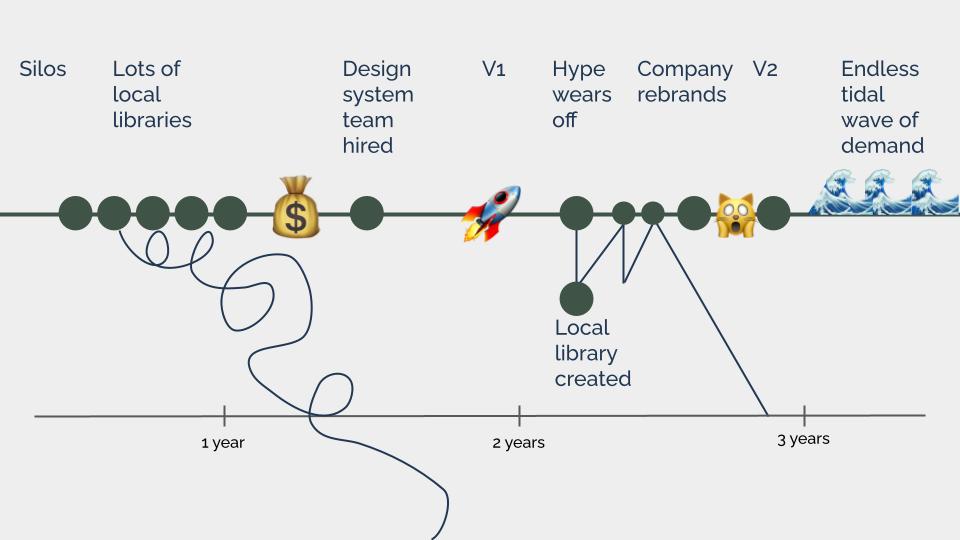 Silos
Lots of
local
libraries
Design
system
team
hired
V1
Hype
wears
off
Company
rebrands
V2
Endless
tidal
wave of
demand
$
Local
library
created
1 year
2 years
3 years